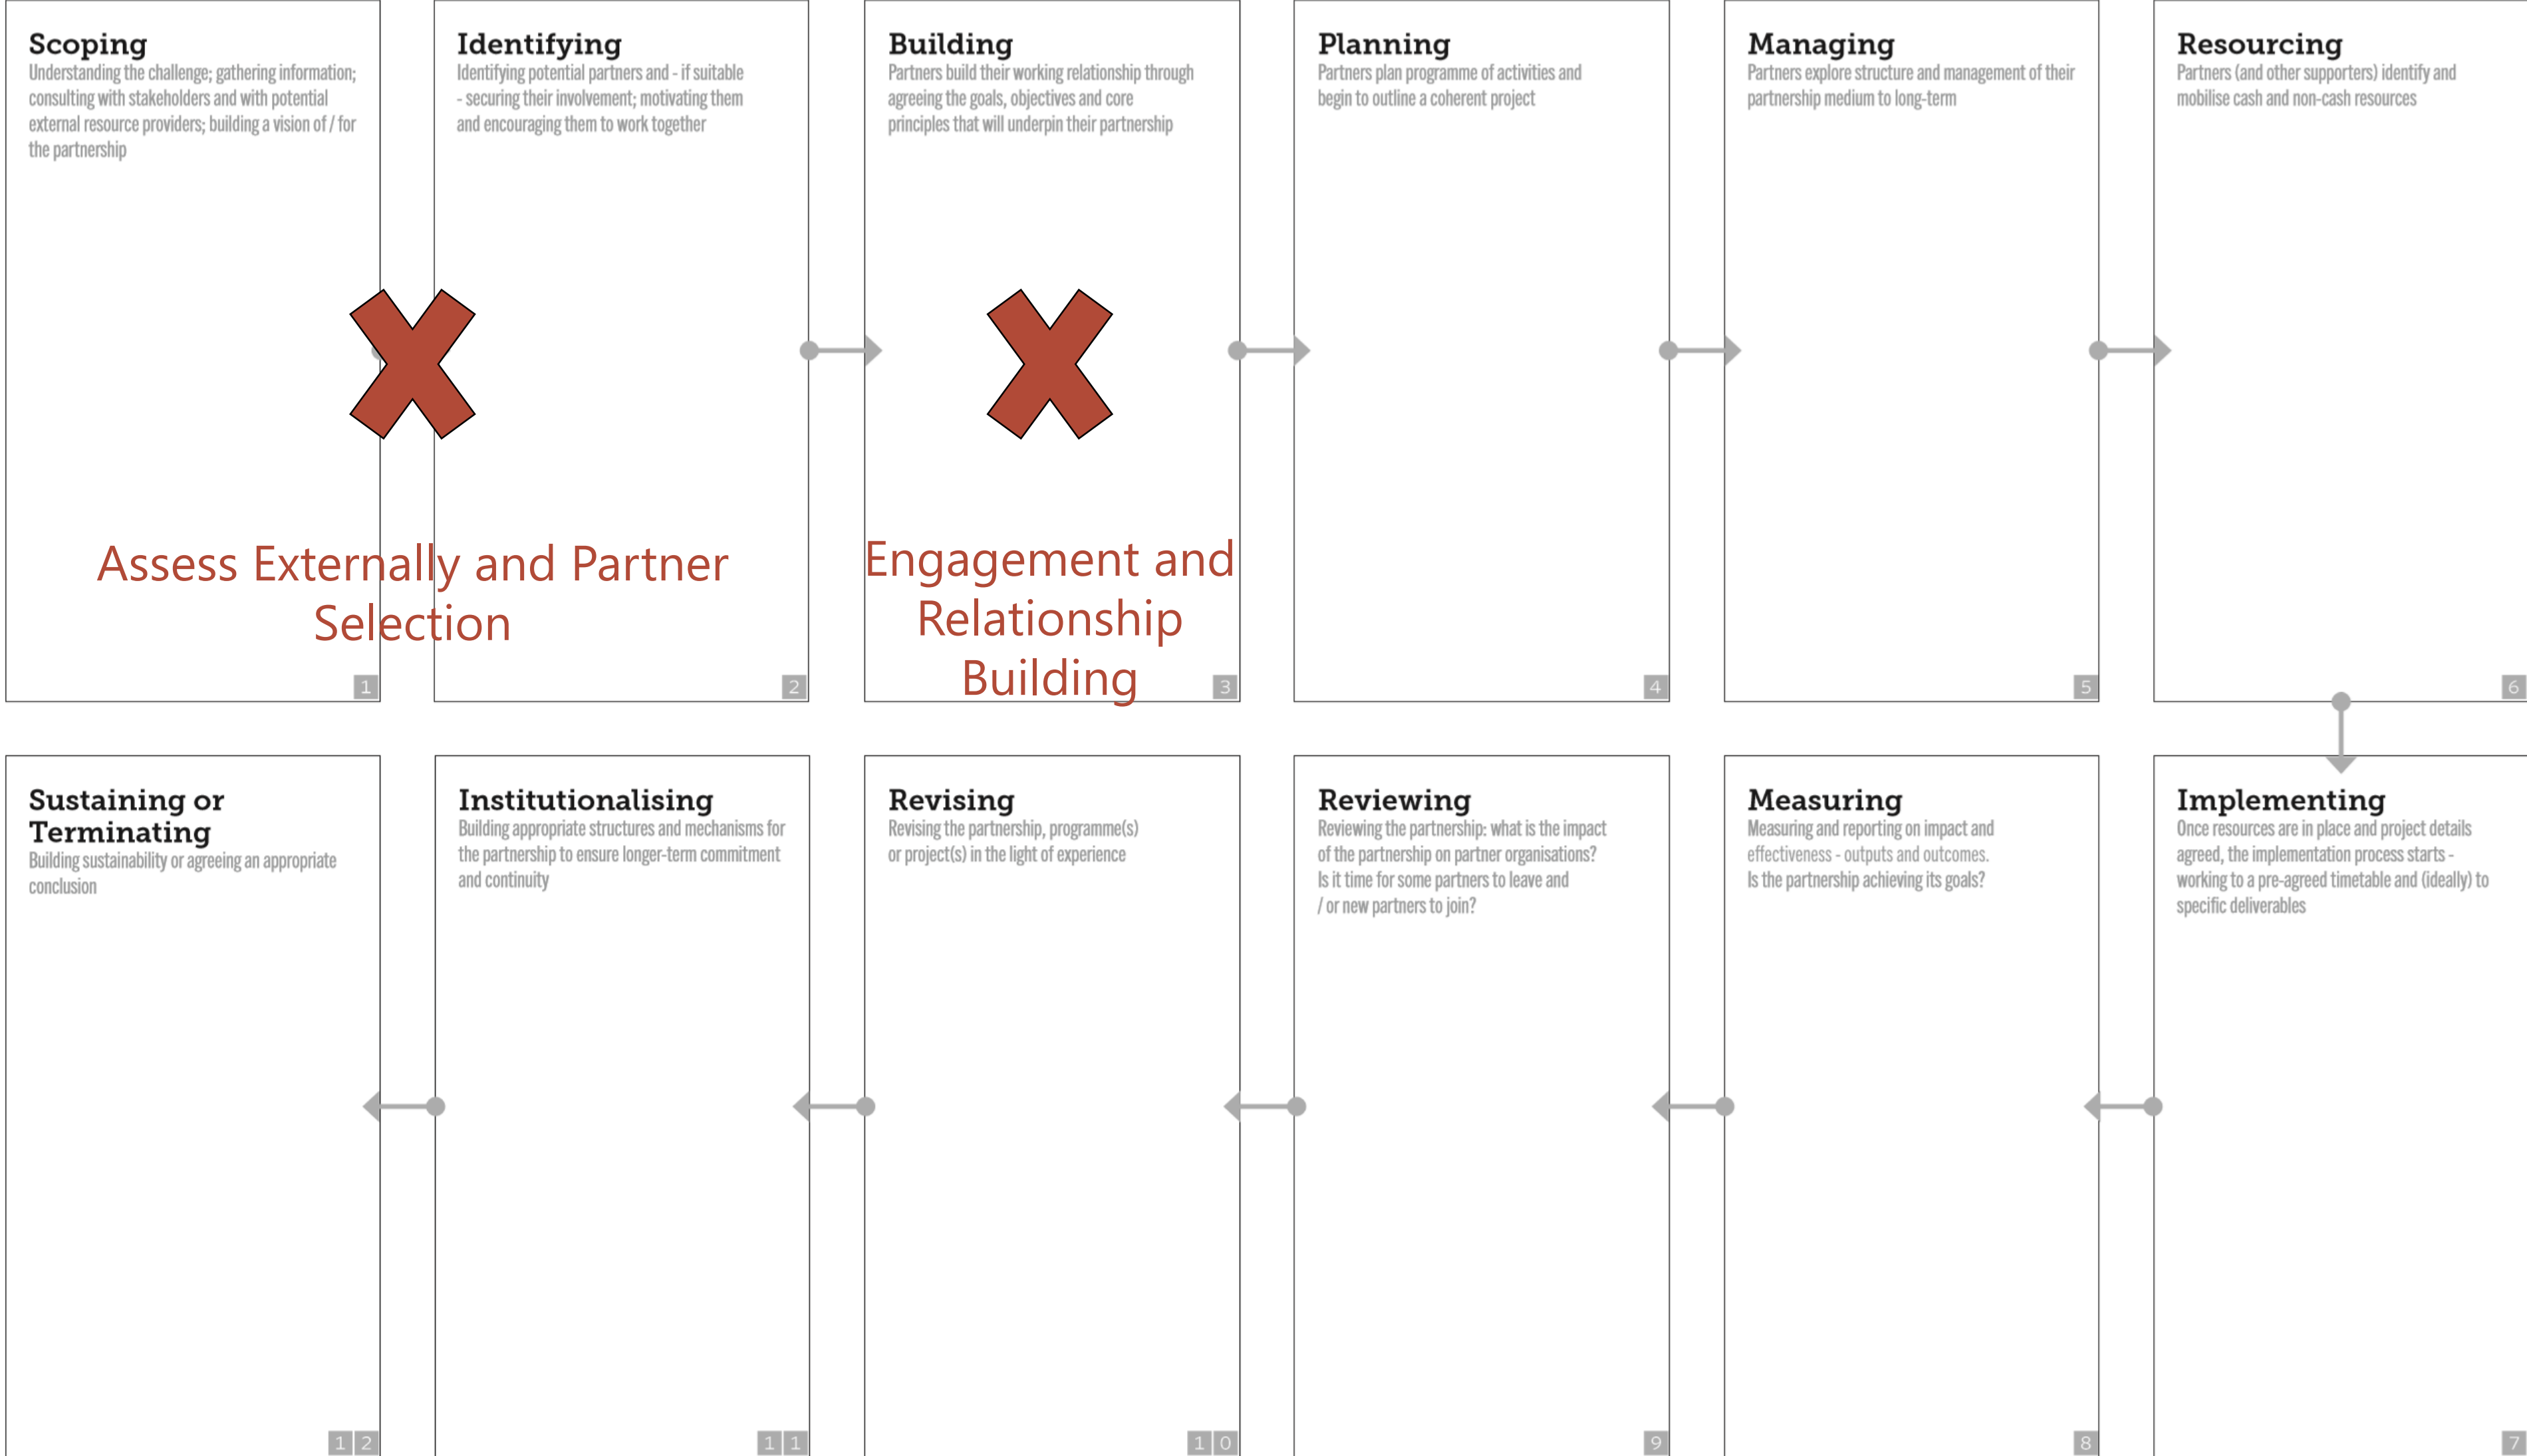 Scoping
Understanding the challenge; gathering information;
consulting with stakeholders and with potential
external resource providers; building a vision of / for
the partnership
Assess Externally and Partner
Selection
1
Identifying
Identifying potential partners and - if suitable
- securing their involvement; motivating them
and encouraging them to work together
2
Building
Partners build their working relationship through
agreeing the goals, objectives and core
principles that will underpin their partnership
Engagement and
Relationship
Building
3
Planning
Partners plan programme of activities and
begin to outline a coherent project
4
Managing
Partners explore structure and management of their
partnership medium to long-term
5
Resourcing
Partners (and other supporters) identify and
mobilise cash and non-cash resources
6
Sustaining or
Terminating
Building sustainability or agreeing an appropriate
conclusion
12
Institutionalising
Building appropriate structures and mechanisms for
the partnership to ensure longer-term commitment
and continuity
11
Revising
Revising the partnership, programme(s)
or project(s) in the light of experience
10
Reviewing
Reviewing the partnership: what is the impact
of the partnership on partner organisations?
Is it time for some partners to leave and
/ or new partners to join?
9
Measuring
Measuring and reporting on impact and
effectiveness - outputs and outcomes.
Is the partnership achieving its goals?
8
Implementing
Once resources are in place and project details
agreed, the implementation process starts -
working to a pre-agreed timetable and (ideally) to
specific deliverables
7